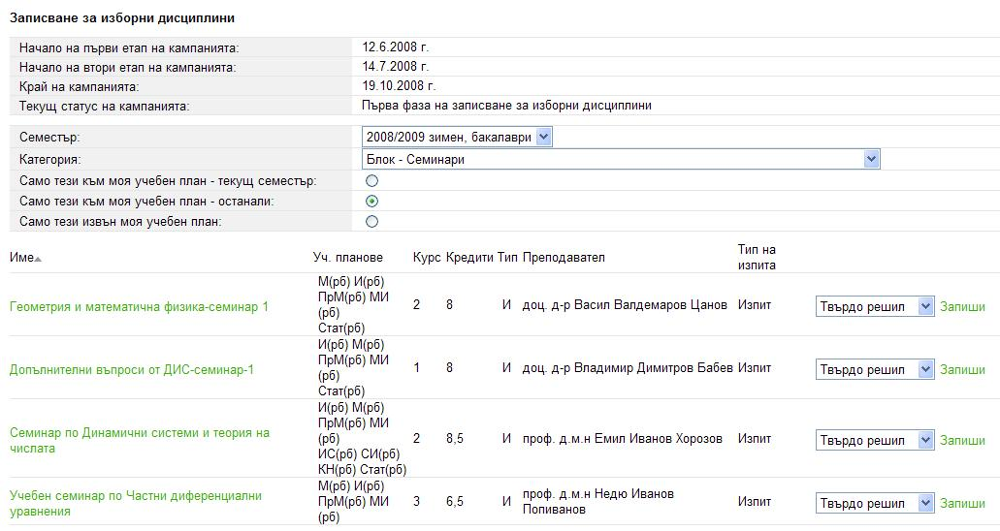 Записване за изборни дисциплини
Начало на първи етап на кампанията: 12.6.2008 г.
Начало на втори етап на кампанията: 14.7.2008 г.
Край на кампанията: 19.10.2008 г.
Текущ статус на кампанията: Първа фаза на записване за изборни дисциплини
Семестър: 2008/2009 зимен, бакалаври
Категория: Блок - Семинари
Само тези към моя учебен план - текущ семестър:
Само тези към моя учебен план - останали:
Само тези извън моя учебен план:
Име Уч. планове Курс Кредити Тип Преподавател Тип на
изпита
Геометрия и математична физика-семинар 1 М(рб) И(рб)
ПрМ(рб) МИ
(рб)
Стат(рб) 2 8 И доц. д-р Васил Валдемаров Цанов Изпит Твърдо решил Запиши
Допълнителни въпроси от ДИС-семинар-1 И(рб) М(рб)
ПрМ(рб) МИ
(рб)
Стат(рб) 1 8 И доц. д-р Владимир Димитров Бабев Изпит Твърдо решил Запиши
Семинар по Динамични системи и теория на
числата И(рб) М(рб)
ПрМ(рб) МИ
(рб)
ИС(рб) СИ(рб)
КН(рб) Стат(рб) 2 8,5 И проф. д.м.н Емил Иванов Хорозов Изпит Твърдо решил Запиши
Учебен семинар по Частни диференциални
уравнения М(рб) И(рб)
ПрМ(рб) МИ
(рб) 3 6,5 И проф. д.м.н Недю Иванов
Попиванов Изпит Твърдо решил Запиши